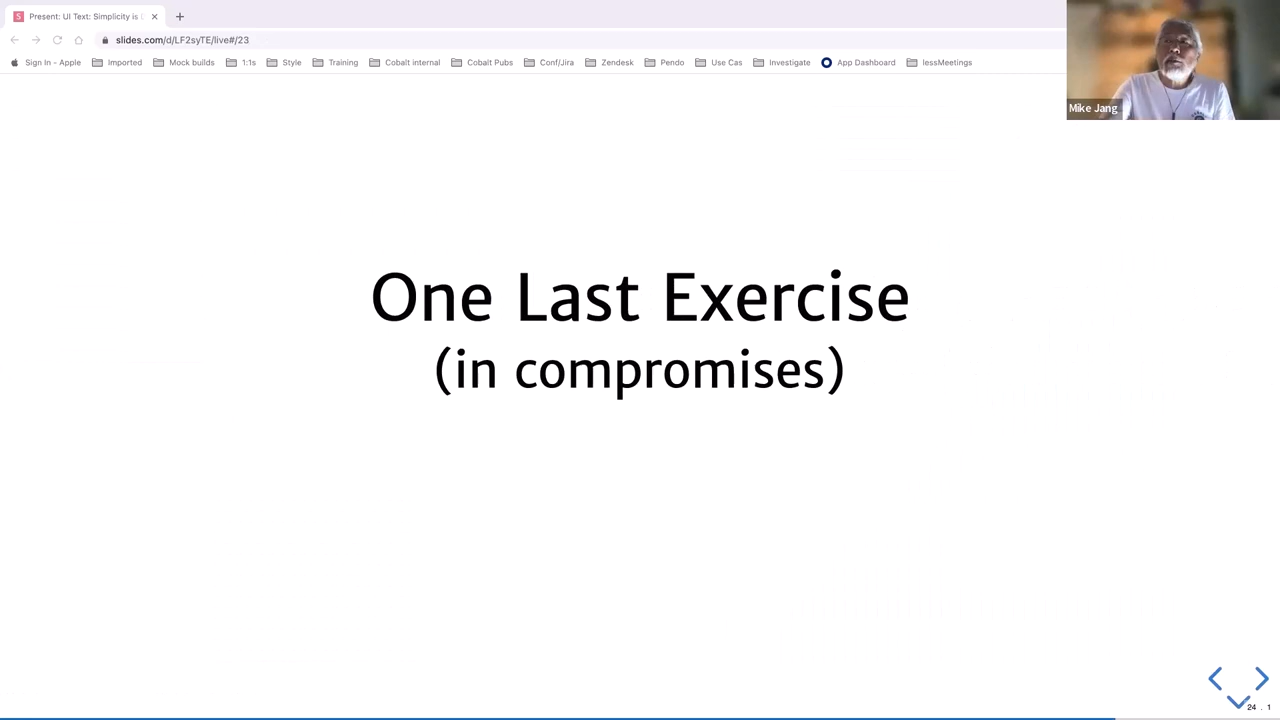 Present: UI Text: Simplicity is
slides.com/d/LF2syTE/live#/23
Sign In - Apple Imported Mock builds 1:1s Style Training Cobalt internal Cobalt Pubs Conf/Jira Zendesk Pendo Use Cas Investigate App Dashboard lessMeetings
Mike Jang
One Last Exercise
(in compromises)
24 . 1